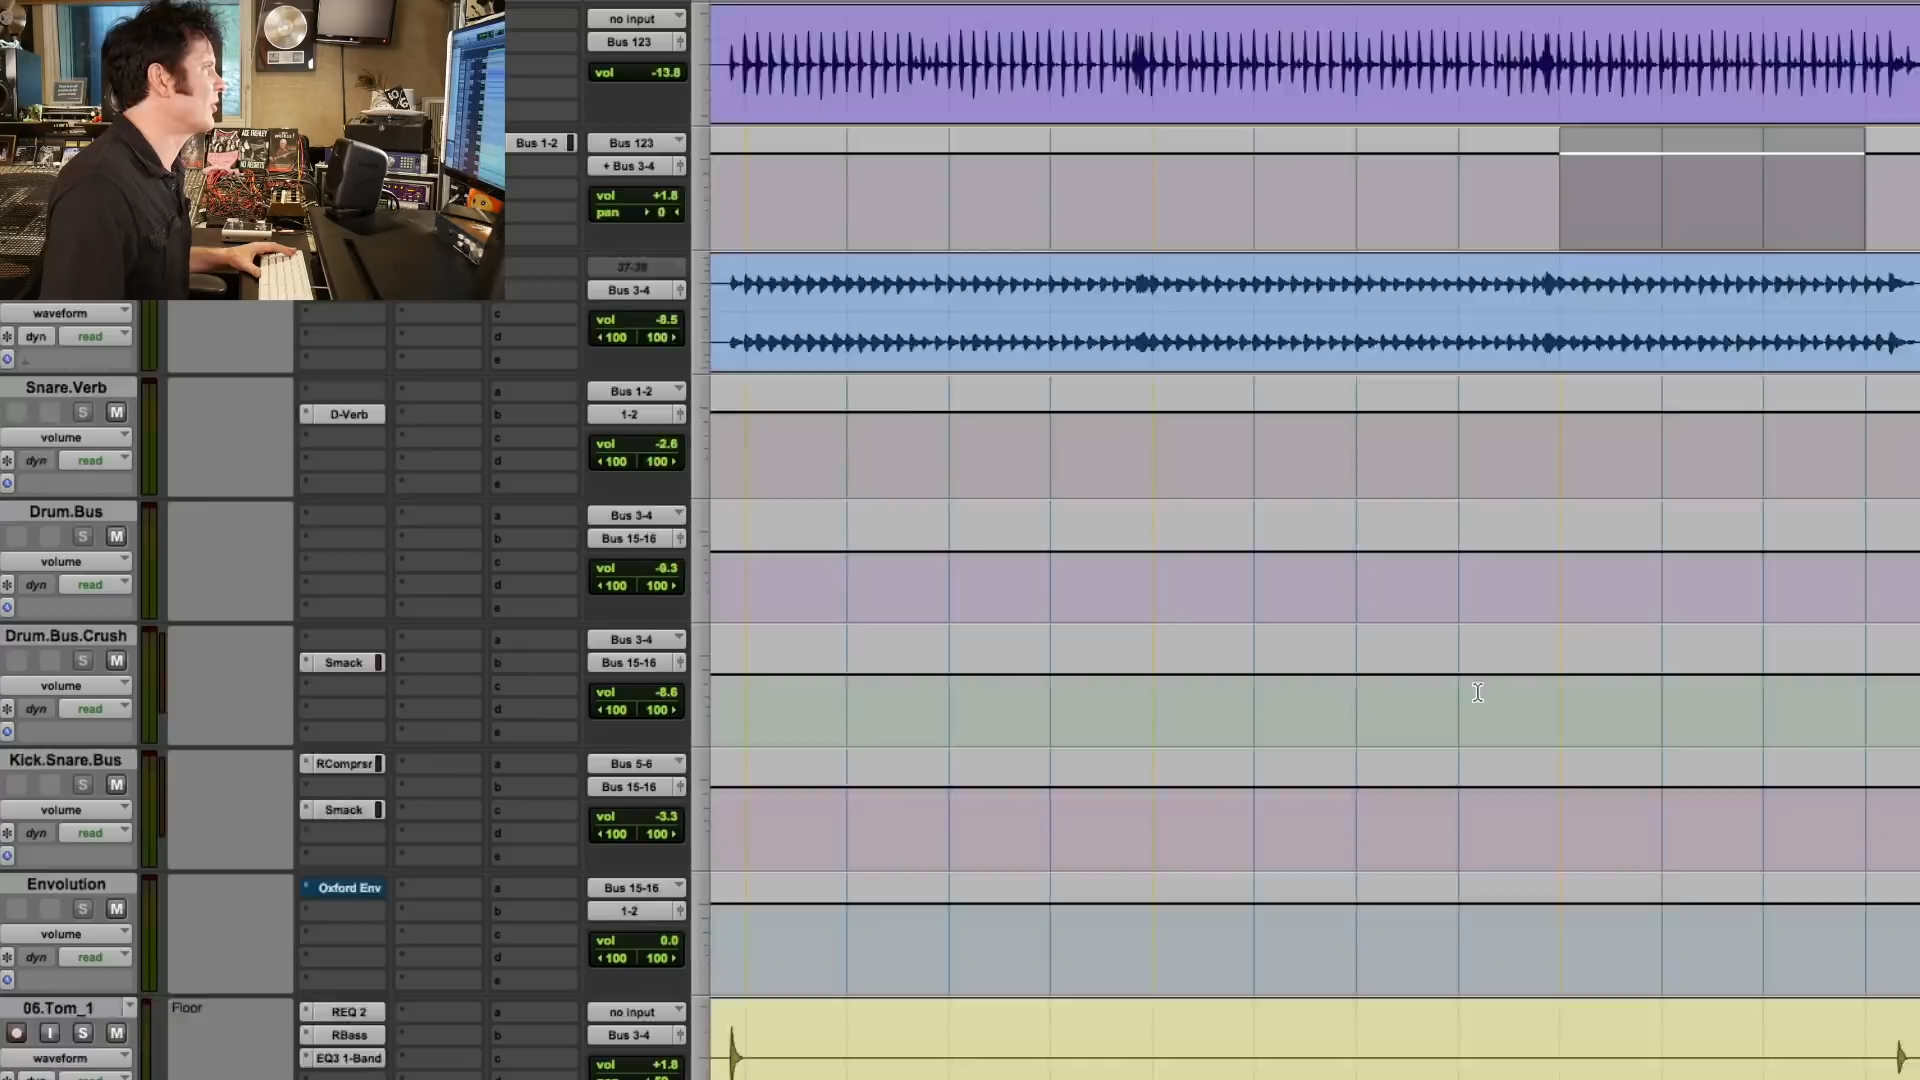 no input
Bus 123
vol -13.8
Bus 1-2
Bus 123
+ Bus 3-4
vol +1.8
pan 0
37-38
Bus 3-4
vol -8.5
100 100
waveform
dyn read
c
d
e
Snare.Verb
S M
volume
dyn read
D-Verb
a
b
c
d
e
Bus 1-2
1-2
vol -2.6
100 100
Drum.Bus
S M
volume
dyn read
a
b
c
d
e
Bus 3-4
Bus 15-16
vol -9.3
100 100
Drum.Bus.Crush
S M
volume
dyn read
Smack
a
b
c
d
e
Bus 3-4
Bus 15-16
vol -8.6
100 100
Kick.Snare.Bus
S M
volume
dyn read
RComprsr
Smack
a
b
c
d
e
Bus 5-6
Bus 15-16
vol -3.3
100 100
Envolution
S M
volume
dyn read
Oxford Env
a
b
c
d
e
Bus 15-16
1-2
vol 0.0
100 100
06.Tom_1
I S M
waveform
Floor
REQ 2
RBass
EQ3 1-Band
a
b
c
no input
Bus 3-4
vol +1.8
ACE FREHLEY
NO REGRETS